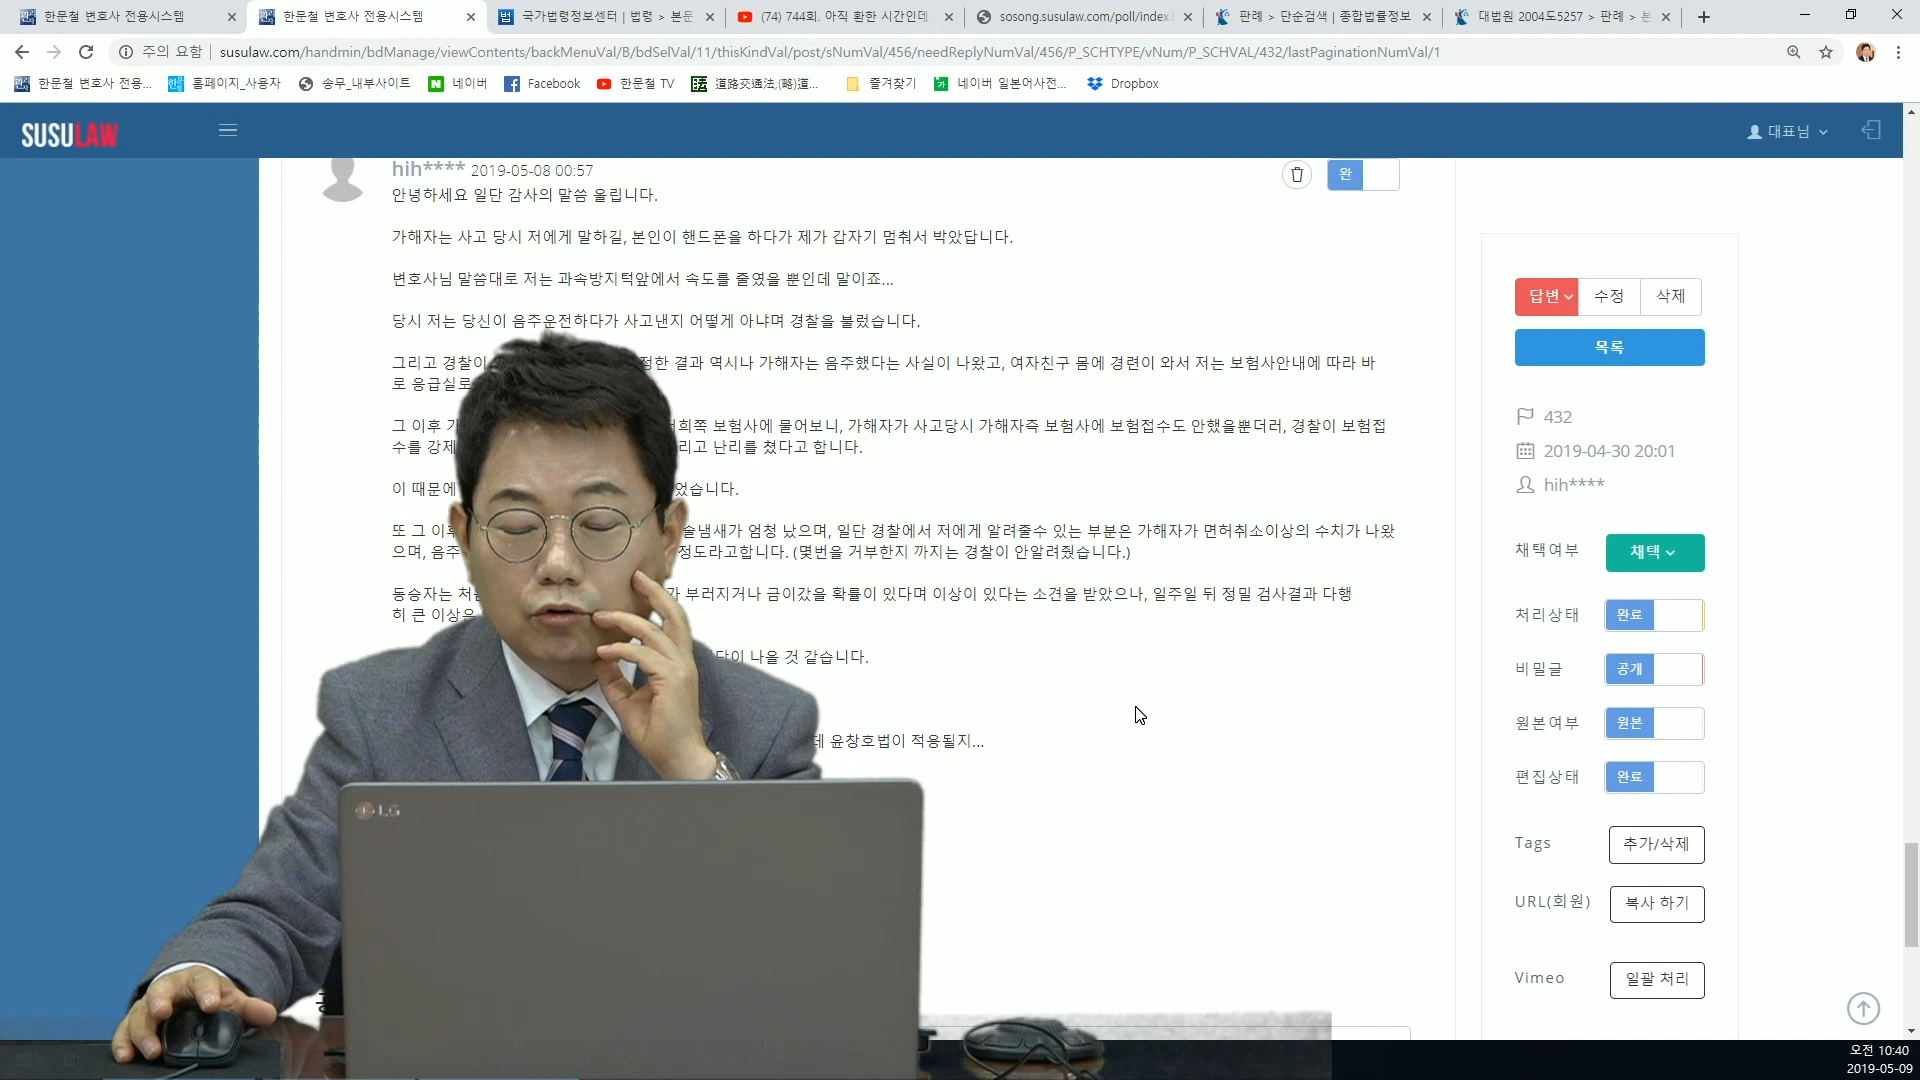 한문철 변호사 전용시스템
한문철 변호사 전용시스템
국가법령정보센터 | 법령 > 본문
(74) 744회. 아직 환한 시간인데
sosong.susulaw.com/poll/index.
판례 > 단순검색 | 종합법률정보
대법원 2004도5257 > 판례 > 본
주의 요함
susulaw.com/handmin/bdManage/viewContents/backMenuVal/B/bdSelVal/11/thisKindVal/post/sNumVal/456/needReplyNumVal/456/P_SCHTYPE/vNum/P_SCHVAL/432/lastPaginationNumVal/1
한문철 변호사 전용...
홈페이지_사용자
송무_내부사이트
네이버
Facebook
한문철 TV
道路交通法,(略)道...
즐겨찾기
네이버 일본어사전...
Dropbox
SUSULAW
대표님
hih**** 2019-05-08 00:57
완
안녕하세요 일단 감사의 말씀 올립니다.
가해자는 사고 당시 저에게 말하길, 본인이 핸드폰을 하다가 제가 갑자기 멈춰서 박았답니다.
변호사님 말씀대로 저는 과속방지턱앞에서 속도를 줄였을 뿐인데 말이죠...
당시 저는 당신이 음주운전하다가 사고낸지 어떻게 아냐며 경찰을 불렀습니다.
그리고 경찰이 정한 결과 역시나 가해자는 음주했다는 사실이 나왔고, 여자친구 몸에 경련이 와서 저는 보험사안내에 따라 바
로 응급실로
그 이후 가 희쪽 보험사에 물어보니, 가해자가 사고당시 가해자즉 보험사에 보험접수도 안했을뿐더러, 경찰이 보험접
수를 강제 리고 난리를 쳤다고 합니다.
이 때문에 었습니다.
또 그 이후 술냄새가 엄청 났으며, 일단 경찰에서 저에게 알려줄수 있는 부분은 가해자가 면허취소이상의 수치가 나왔
으며, 음주 정도라고합니다. (몇번을 거부한지 까지는 경찰이 안알려줬습니다.)
동승자는 처음 가 부러지거나 금이갔을 확률이 있다며 이상이 있다는 소견을 받았으나, 일주일 뒤 정밀 검사결과 다행
히 큰 이상은
이 나올 것 같습니다.
데 윤창호법이 적용될지...
답변
수정
삭제
목록
432
2019-04-30 20:01
hih****
채택여부
채택
처리상태
완료
비밀글
공개
원본여부
원본
편집상태
완료
Tags
추가/삭제
URL(회원)
복사 하기
Vimeo
일괄 처리
LG
오전 10:40
2019-05-09